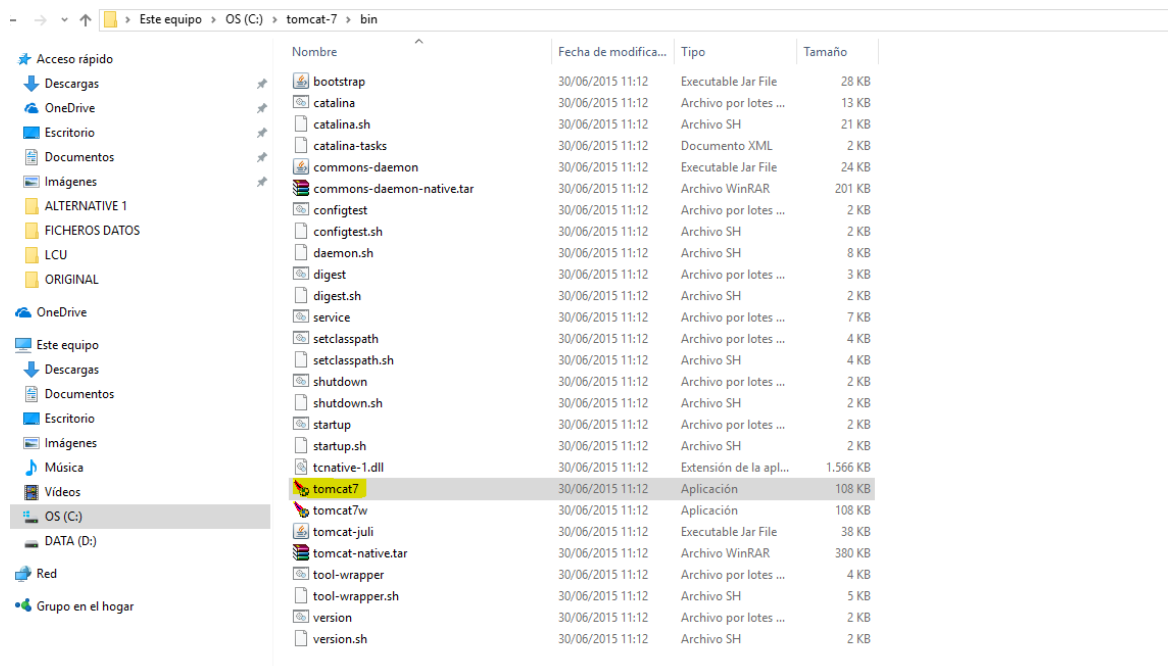 Este equipo > OS (C:) > tomcat-7 > bin
Acceso rápido
Descargas
OneDrive
Escritorio
Documentos
Imágenes
ALTERNATIVE 1
FICHEROS DATOS
LCU
ORIGINAL
OneDrive
Este equipo
Descargas
Documentos
Escritorio
Imágenes
Música
Vídeos
OS (C:)
DATA (D:)
Red
Grupo en el hogar
Nombre Fecha de modifica... Tipo Tamaño
bootstrap 30/06/2015 11:12 Executable Jar File 28 KB
catalina 30/06/2015 11:12 Archivo por lotes ... 13 KB
catalina.sh 30/06/2015 11:12 Archivo SH 21 KB
catalina-tasks 30/06/2015 11:12 Documento XML 2 KB
commons-daemon 30/06/2015 11:12 Executable Jar File 24 KB
commons-daemon-native.tar 30/06/2015 11:12 Archivo WinRAR 201 KB
configtest 30/06/2015 11:12 Archivo por lotes ... 2 KB
configtest.sh 30/06/2015 11:12 Archivo SH 2 KB
daemon.sh 30/06/2015 11:12 Archivo SH 8 KB
digest 30/06/2015 11:12 Archivo por lotes ... 3 KB
digest.sh 30/06/2015 11:12 Archivo SH 2 KB
service 30/06/2015 11:12 Archivo por lotes ... 7 KB
setclasspath 30/06/2015 11:12 Archivo por lotes ... 4 KB
setclasspath.sh 30/06/2015 11:12 Archivo SH 4 KB
shutdown 30/06/2015 11:12 Archivo por lotes ... 2 KB
shutdown.sh 30/06/2015 11:12 Archivo SH 2 KB
startup 30/06/2015 11:12 Archivo por lotes ... 2 KB
startup.sh 30/06/2015 11:12 Archivo SH 2 KB
tcnative-1.dll 30/06/2015 11:12 Extensión de la apl... 1.566 KB
tomcat7 30/06/2015 11:12 Aplicación 108 KB
tomcat7w 30/06/2015 11:12 Aplicación 108 KB
tomcat-juli 30/06/2015 11:12 Executable Jar File 38 KB
tomcat-native.tar 30/06/2015 11:12 Archivo WinRAR 380 KB
tool-wrapper 30/06/2015 11:12 Archivo por lotes ... 4 KB
tool-wrapper.sh 30/06/2015 11:12 Archivo SH 5 KB
version 30/06/2015 11:12 Archivo por lotes ... 2 KB
version.sh 30/06/2015 11:12 Archivo SH 2 KB